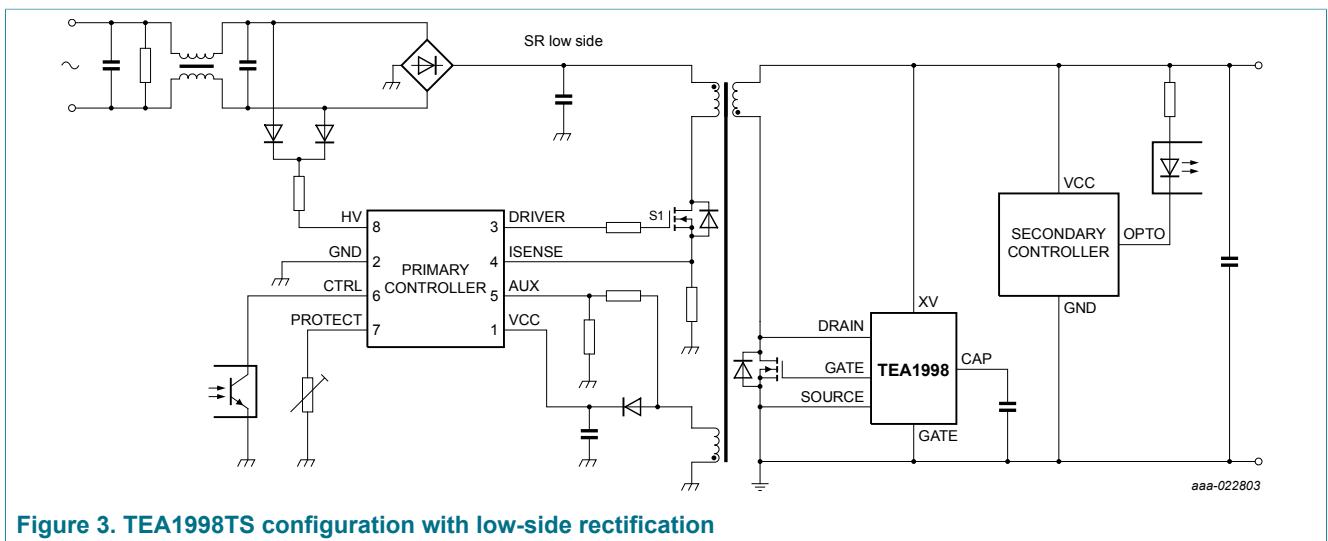 SR low side
HV
8
GND
2
CTRL
6
PROTECT
7
PRIMARY
CONTROLLER
3
DRIVER
4
ISENSE
5
AUX
1
VCC
S1
DRAIN
GATE
SOURCE
XV
TEA1998
CAP
GATE
VCC
SECONDARY
CONTROLLER
OPTO
GND
aaa-022803
Figure 3. TEA1998TS configuration with low-side rectification